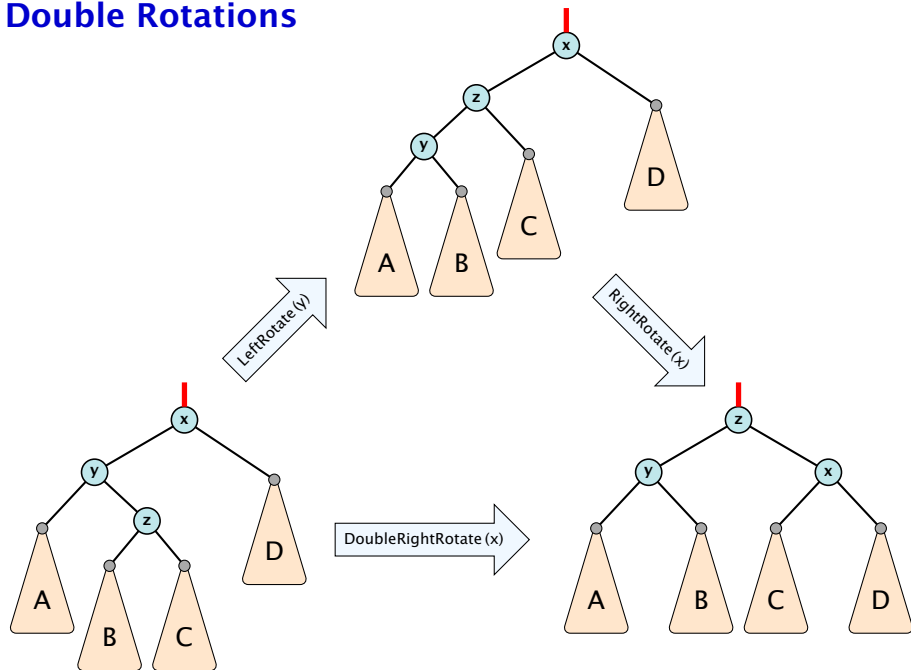 Double Rotations
x
z
y
D
C
A
B
LeftRotate(y)
RightRotate(x)
x
z
y
y
x
z
DoubleRightRotate(x)
D
A
B
C
D
A
B
C